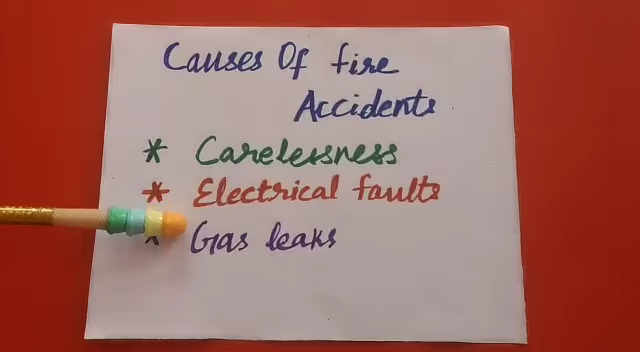 Causes Of fire
Accidents
* Carelessness
* Electrical faults
* Gas leaks